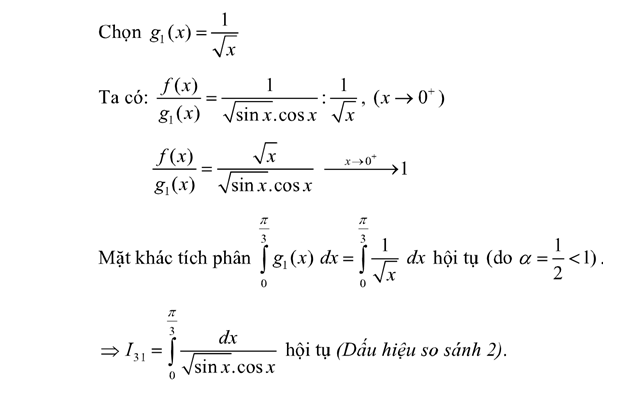 Chọn g₁(x) = 1/√x
Ta có: f(x)/g₁(x) = 1/(√sin x.cos x) : 1/√x, (x → 0⁺)
f(x)/g₁(x) = √x/(√sin x.cos x) —x→0⁺→ 1
Mặt khác tích phân ∫₀^(π/3) g₁(x) dx = ∫₀^(π/3) 1/√x dx hội tụ (do α = 1/2 < 1).
⇒ I₃₁ = ∫₀^(π/3) dx/(√sin x.cos x) hội tụ (Dấu hiệu so sánh 2).